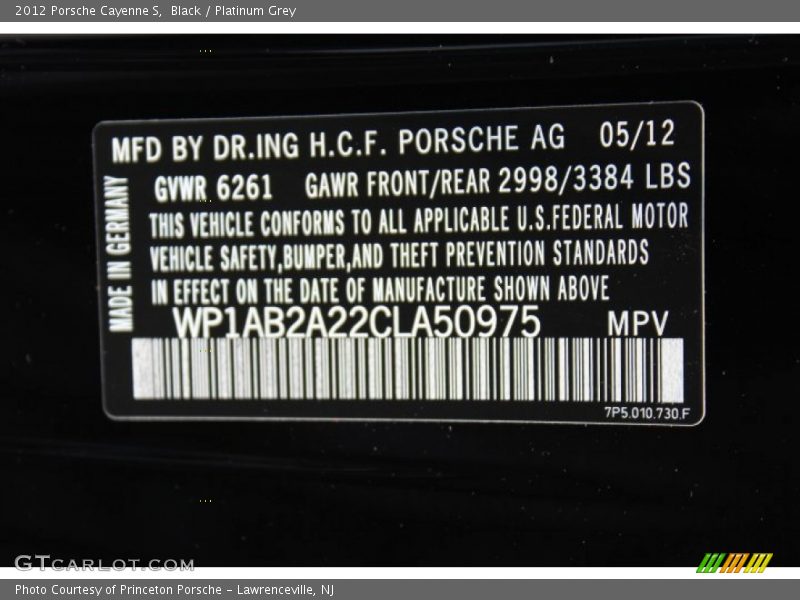 2012 Porsche Cayenne S, Black / Platinum Grey
MFD BY DR.ING H.C.F. PORSCHE AG 05/12
GVWR 6261 GAWR FRONT/REAR 2998/3384 LBS
THIS VEHICLE CONFORMS TO ALL APPLICABLE U.S.FEDERAL MOTOR
VEHICLE SAFETY,BUMPER,AND THEFT PREVENTION STANDARDS
IN EFFECT ON THE DATE OF MANUFACTURE SHOWN ABOVE
MADE IN GERMANY
WP1AB2A22CLA50975 MPV
7P5.010.730.F
GTCARLOT.COM
Photo Courtesy of Princeton Porsche - Lawrenceville, NJ